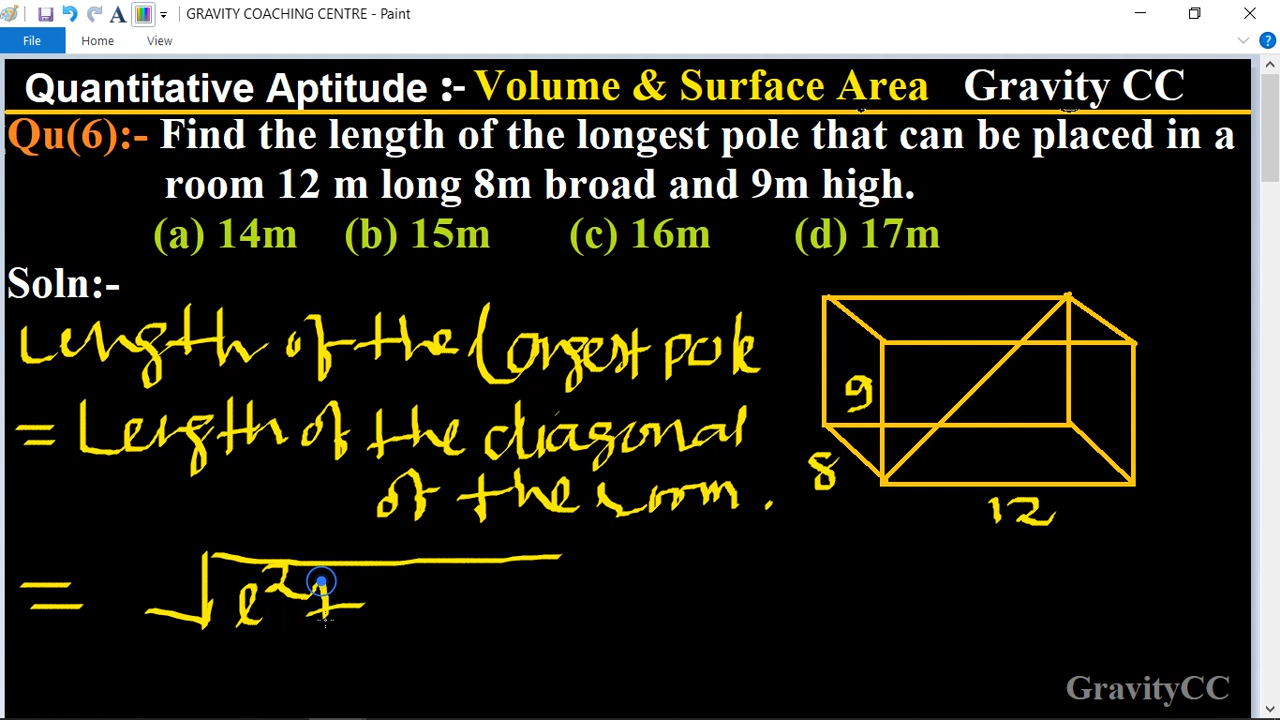 GRAVITY COACHING CENTRE - Paint
File Home View
Quantitative Aptitude :- Volume & Surface Area Gravity CC
Qu(6):- Find the length of the longest pole that can be placed in a
room 12 m long 8m broad and 9m high.
(a) 14m (b) 15m (c) 16m (d) 17m
Soln:-
Length of the Longest pole
= Length of the diagonal
of the room.
= √l²+
9
8
12
GravityCC